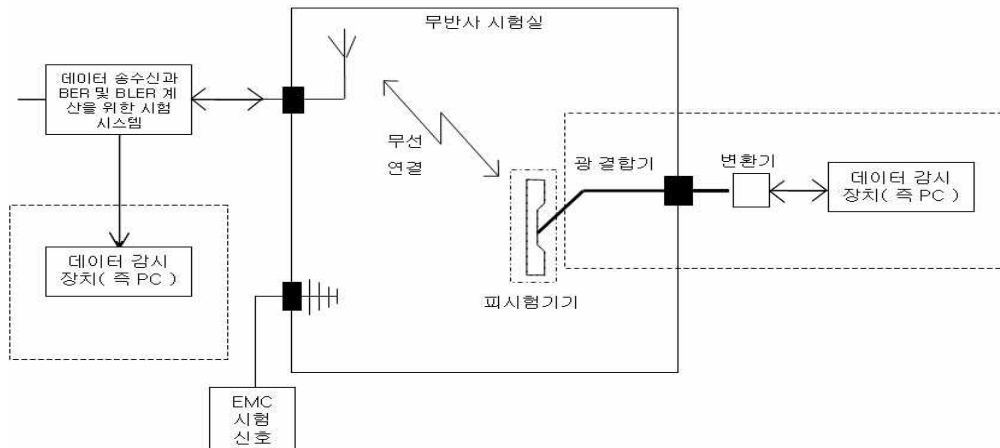 무반사 시험실
데이터 송수신과
BER 및 BLER 계
산을 위한 시험
시스템
무선
연결
광 결합기
변환기
데이터 감시
장치( 즉 PC )
데이터 감시
장치( 즉 PC )
피시험기기
EMC
시험
신호